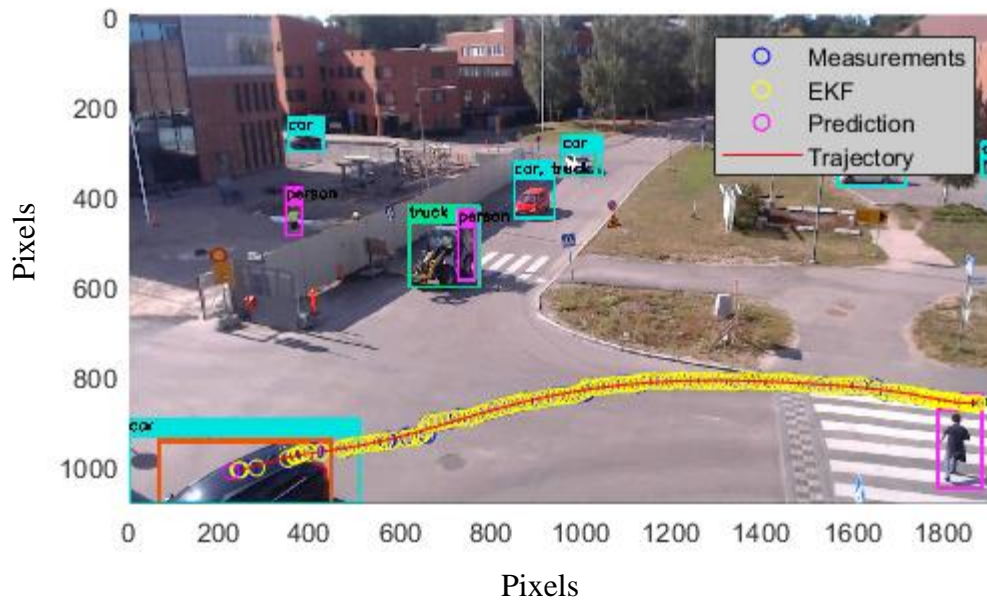 0
200
400
600
800
1000
Pixels
Measurements
EKF
Prediction
Trajectory
car
car
car, truck
person
truck
person
car
0
200
400
600
800
1000
1200
1400
1600
1800
Pixels